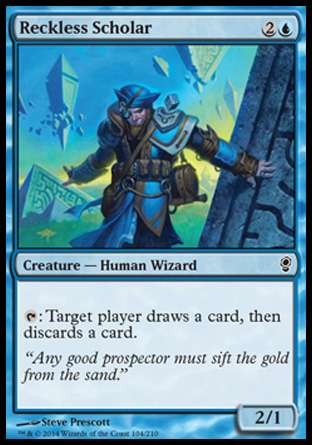 Reckless Scholar 2
Creature — Human Wizard
: Target player draws a card, then
discards a card.
“Any good prospector must sift the gold
from the sand.”
Steve Prescott
™ & © 2014 Wizards of the Coast 104/210
2/1